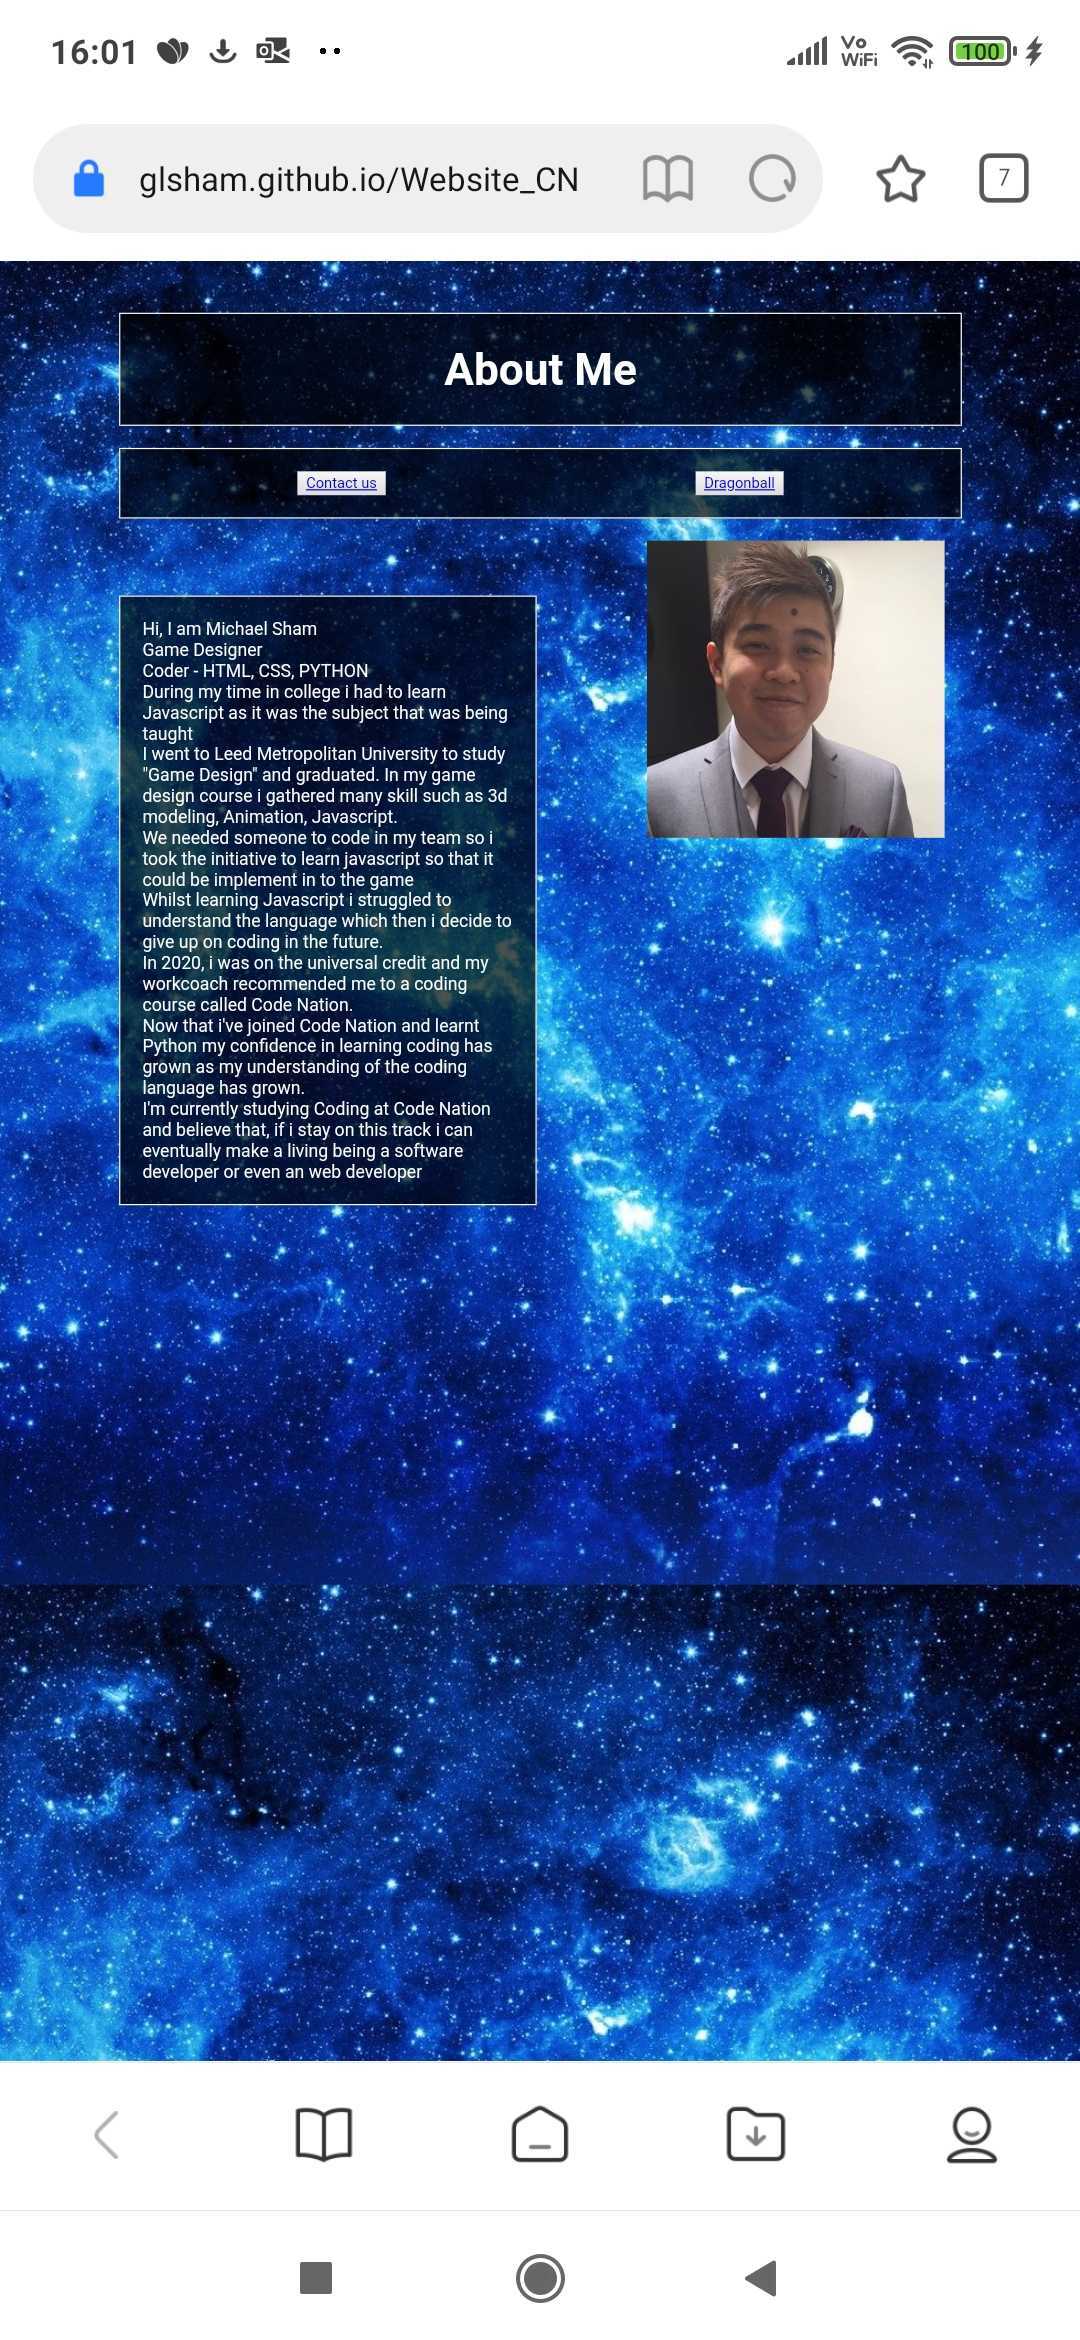 16:01
Vo
WiFi
100
glsham.github.io/Website_CN
7
About Me
Contact us
Dragonball
Hi, I am Michael Sham
Game Designer
Coder - HTML, CSS, PYTHON
During my time in college i had to learn
Javascript as it was the subject that was being
taught
I went to Leed Metropolitan University to study
"Game Design" and graduated. In my game
design course i gathered many skill such as 3d
modeling, Animation, Javascript.
We needed someone to code in my team so i
took the initiative to learn javascript so that it
could be implement in to the game
Whilst learning Javascript i struggled to
understand the language which then i decide to
give up on coding in the future.
In 2020, i was on the universal credit and my
workcoach recommended me to a coding
course called Code Nation.
Now that i've joined Code Nation and learnt
Python my confidence in learning coding has
grown as my understanding of the coding
language has grown.
I'm currently studying Coding at Code Nation
and believe that, if i stay on this track i can
eventually make a living being a software
developer or even an web developer